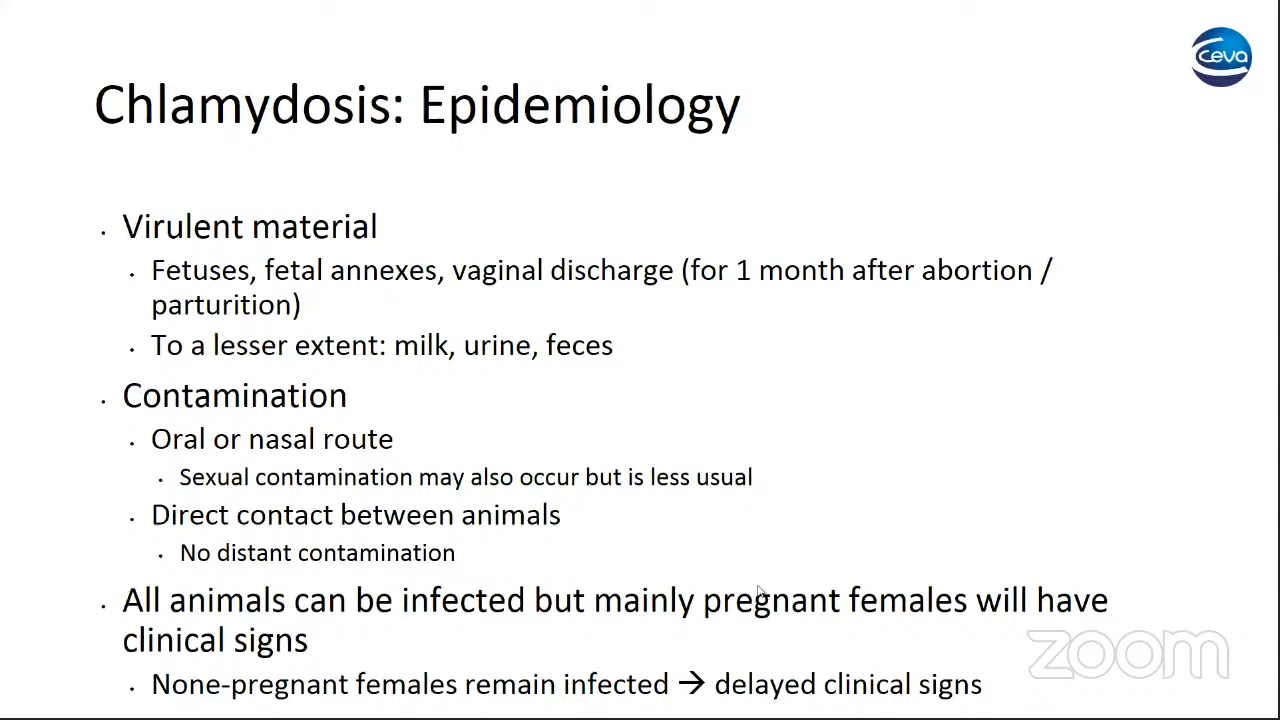 ceva
Chlamydosis: Epidemiology
• Virulent material
• Fetuses, fetal annexes, vaginal discharge (for 1 month after abortion /
parturition)
• To a lesser extent: milk, urine, feces
• Contamination
• Oral or nasal route
• Sexual contamination may also occur but is less usual
• Direct contact between animals
• No distant contamination
• All animals can be infected but mainly pregnant females will have
clinical signs
• None-pregnant females remain infected → delayed clinical signs
zoom